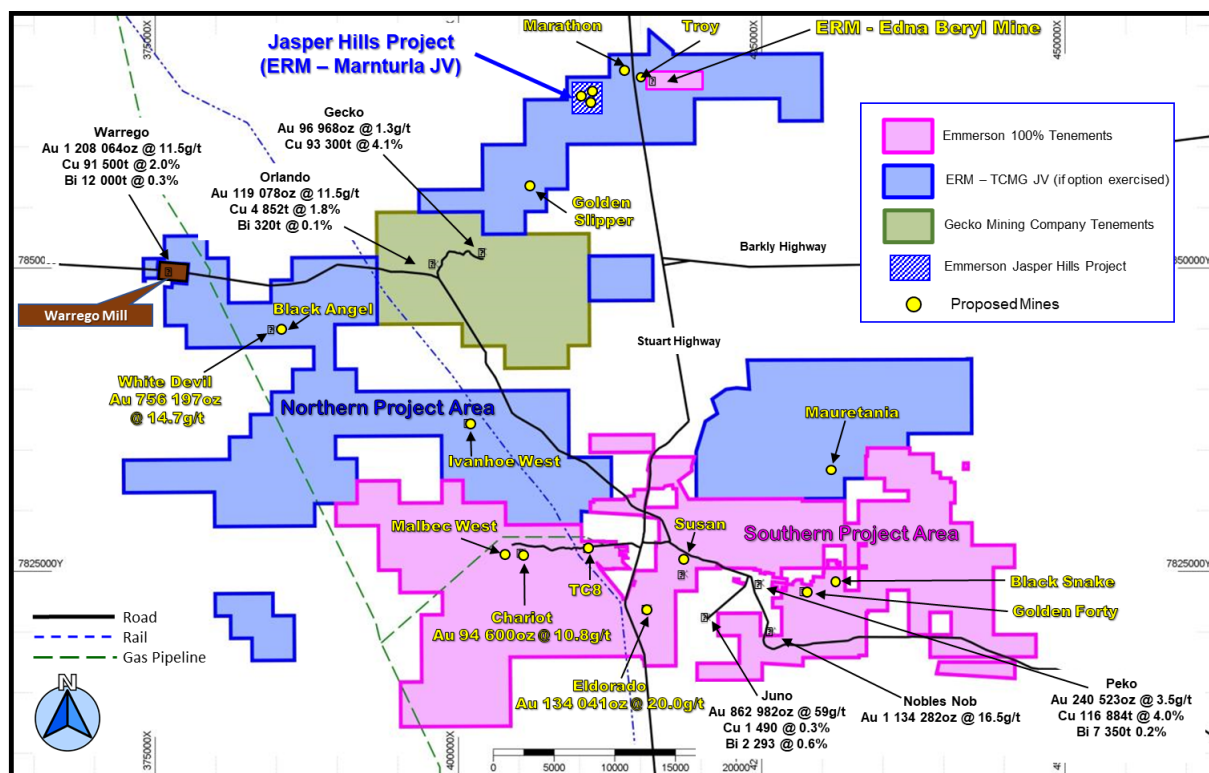 375000X
425000X
450000X
Marathon
Troy
ERM - Edna Beryl Mine
Jasper Hills Project
(ERM – Marnturla JV)
Gecko
Au 96 968oz @ 1.3g/t
Cu 93 300t @ 4.1%
Warrego
Au 1 208 064oz @ 11.5g/t
Cu 91 500t @ 2.0%
Bi 12 000t @ 0.3%
Orlando
Au 119 078oz @ 11.5g/t
Cu 4 852t @ 1.8%
Bi 320t @ 0.1%
Emmerson 100% Tenements
ERM – TCMG JV (if option exercised)
Gecko Mining Company Tenements
Emmerson Jasper Hills Project
Proposed Mines
Golden
Slipper
Barkly Highway
78500
50000Y
Warrego Mill
Black Angel
Stuart Highway
White Devil
Au 756 197oz
@ 14.7g/t
Northern Project Area
Mauretania
Ivanhoe West
Malbec West
Susan
Southern Project Area
7825000Y
7825000Y
TC8
Black Snake
Golden Forty
Chariot
Au 94 600oz @ 10.8g/t
Road
Rail
Gas Pipeline
Eldorado
Au 134 041oz @ 20.0g/t
Juno
Au 862 982oz @ 59g/t
Cu 1 490 @ 0.3%
Bi 2 293 @ 0.6%
Nobles Nob
Au 1 134 282oz @ 16.5g/t
Peko
Au 240 523oz @ 3.5g/t
Cu 116 884t @ 4.0%
Bi 7 350t 0.2%
N
375000X
400000X
0
5000
10000
15000
20000